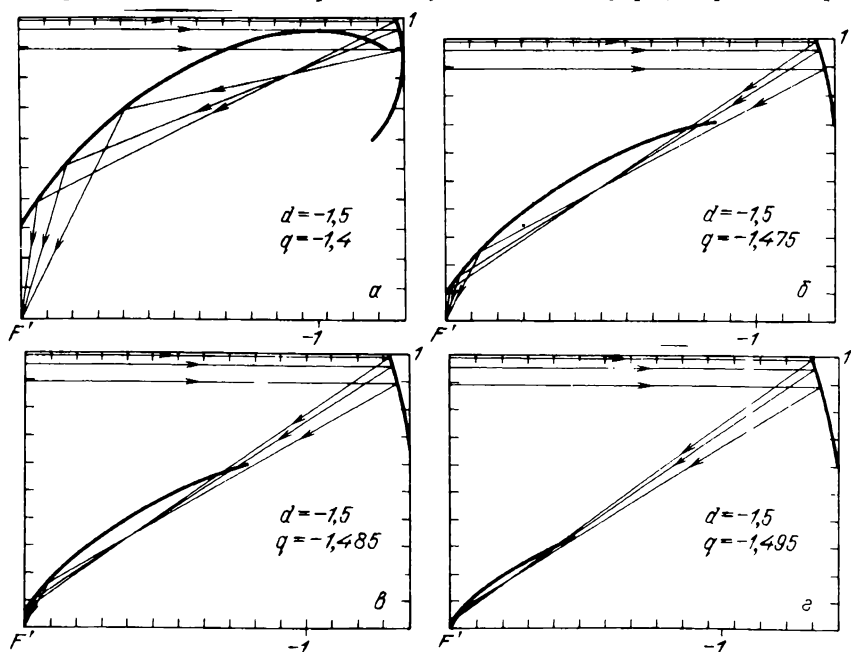 1
d = -1,5
q = -1,4
а
F'
-1
1
d = -1,5
q = -1,475
б
F'
-1
1
d = -1,5
q = -1,485
в
F'
-1
1
d = -1,5
q = -1,495
г
F'
-1